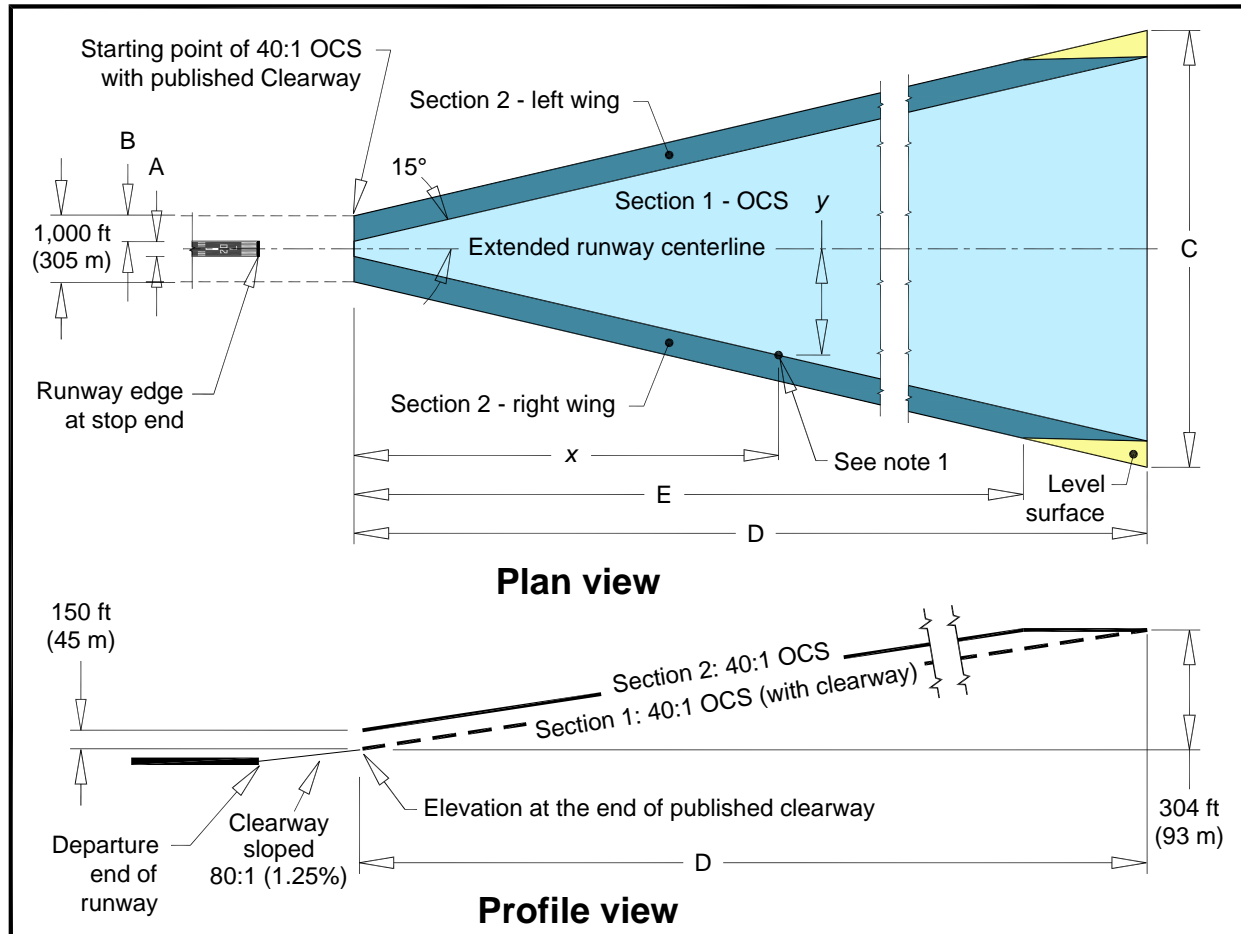 Starting point of 40:1 OCS
with published Clearway
Section 2 - left wing
B
A
15°
1,000 ft
(305 m)
Section 1 - OCS
y
Extended runway centerline
C
Runway edge
at stop end
Section 2 - right wing
x
See note 1
E
Level
surface
D
Plan view
150 ft
(45 m)
Section 2: 40:1 OCS
Section 1: 40:1 OCS (with clearway)
Elevation at the end of published clearway
Departure
end of
runway
Clearway
sloped
80:1 (1.25%)
304 ft
(93 m)
D
Profile view